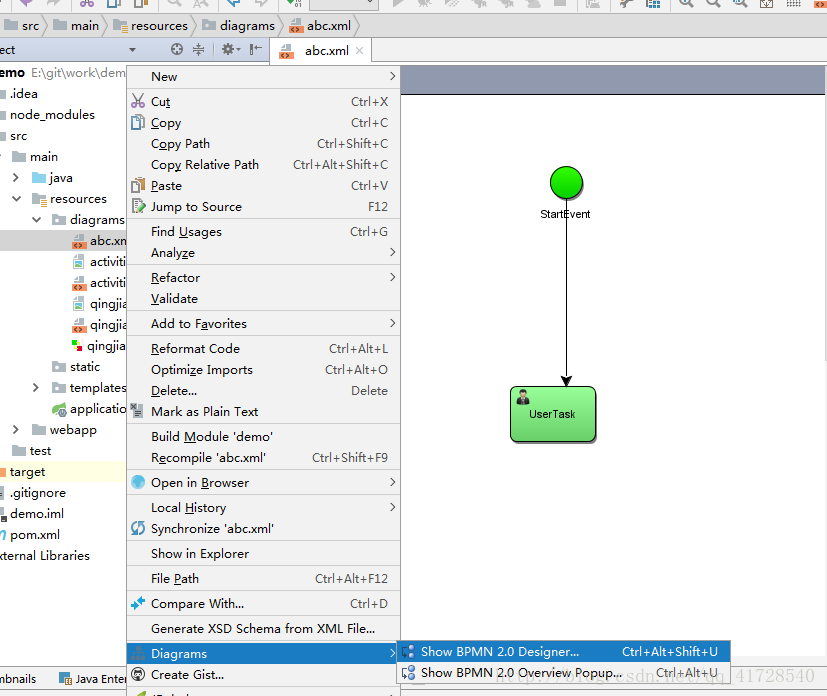 src main resources diagrams abc.xml
ect
abc.xml
emo E:\git\work\dem
.idea
node_modules
src
main
java
resources
diagrams
abc.xm
activiti
activiti
qingjia
qingjia
qingjia
static
templates
applicatio
webapp
test
target
.gitignore
demo.iml
pom.xml
xternal Libraries
New
Cut Ctrl+X
Copy Ctrl+C
Copy Path Ctrl+Shift+C
Copy Relative Path Ctrl+Alt+Shift+C
Paste Ctrl+V
Jump to Source F12
Find Usages Ctrl+G
Analyze
Refactor
Validate
Add to Favorites
Reformat Code Ctrl+Alt+L
Optimize Imports Ctrl+Alt+O
Delete... Delete
Mark as Plain Text
Build Module 'demo'
Recompile 'abc.xml' Ctrl+Shift+F9
Open in Browser
Local History
Synchronize 'abc.xml'
Show in Explorer
File Path Ctrl+Alt+F12
Compare With... Ctrl+D
Generate XSD Schema from XML File...
Diagrams
Create Gist...
Show BPMN 2.0 Designer... Ctrl+Alt+Shift+U
Show BPMN 2.0 Overview Popup... Ctrl+Alt+U
StartEvent
UserTask
mbnails Java Enter
http://blog.csdn.net/qq_41728540